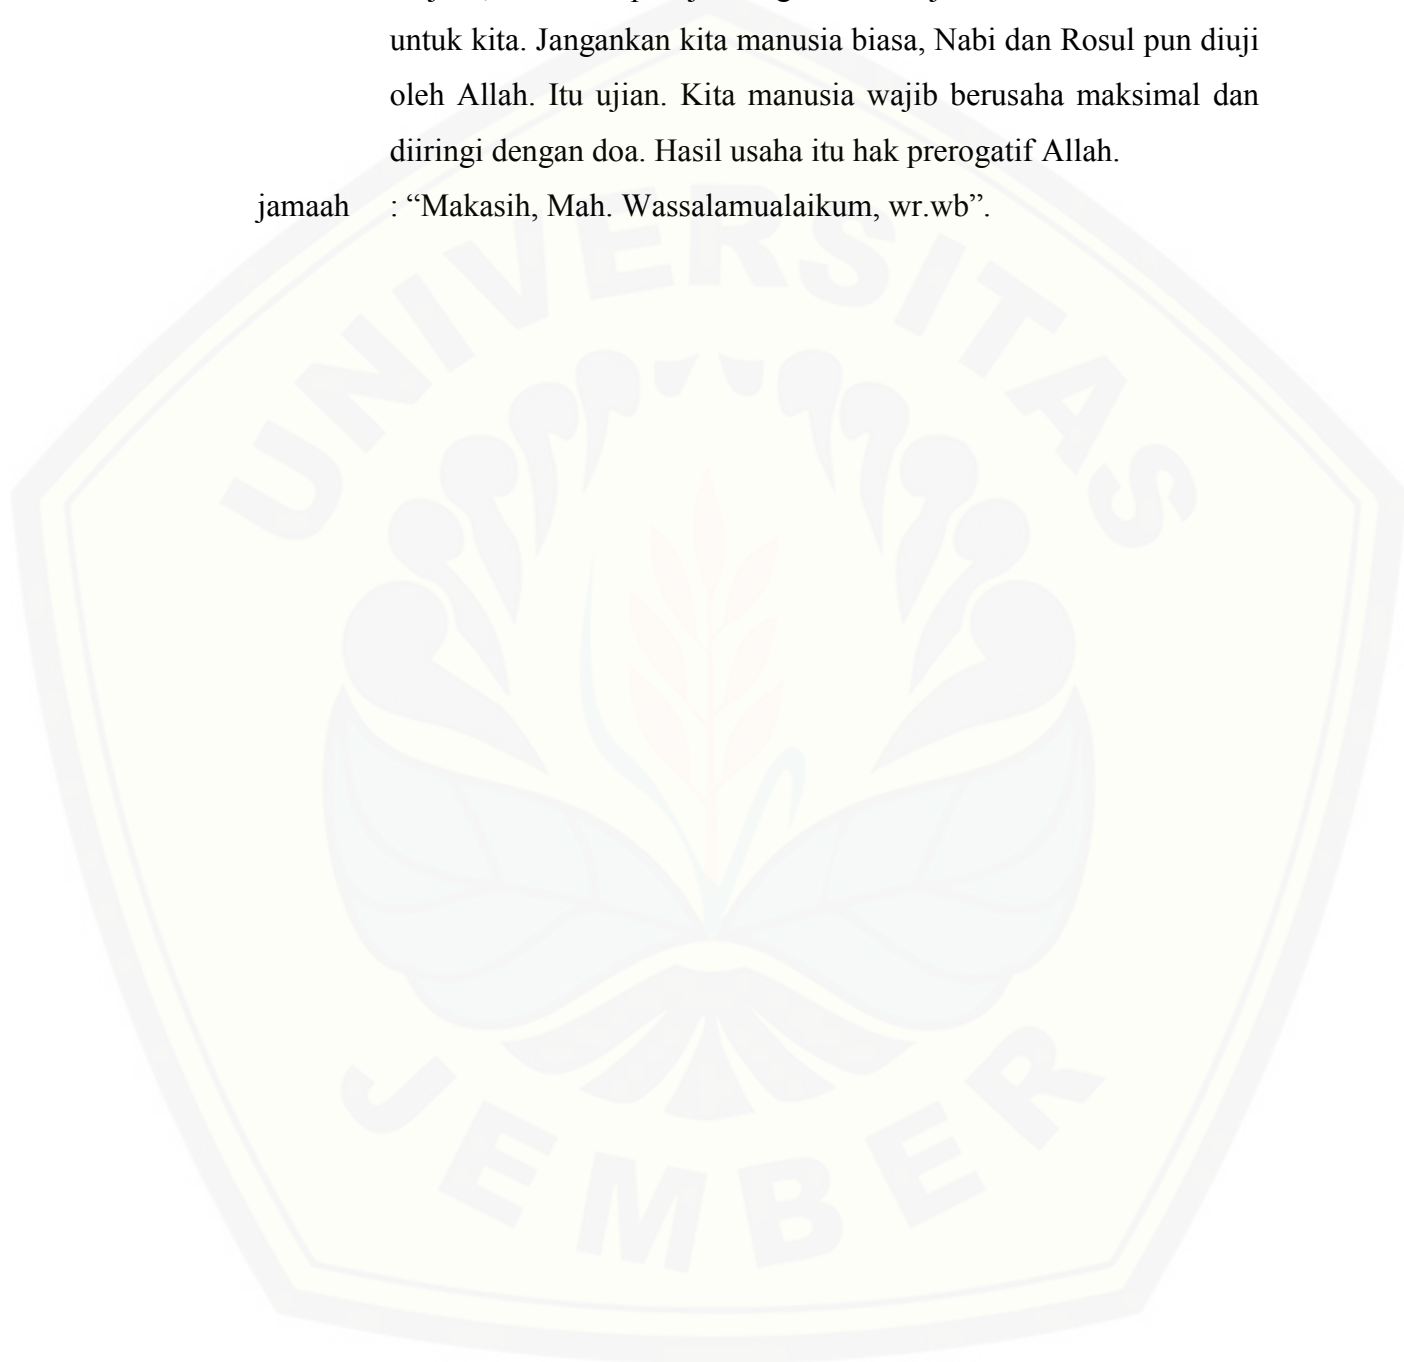 untuk kita. Jangankan kita manusia biasa, Nabi dan Rosul pun diuji
oleh Allah. Itu ujian. Kita manusia wajib berusaha maksimal dan
diiringi dengan doa. Hasil usaha itu hak prerogatif Allah.
jamaah : “Makasih, Mah. Wassalamualaikum, wr.wb”.
UNIVERSITAS
JEMBER